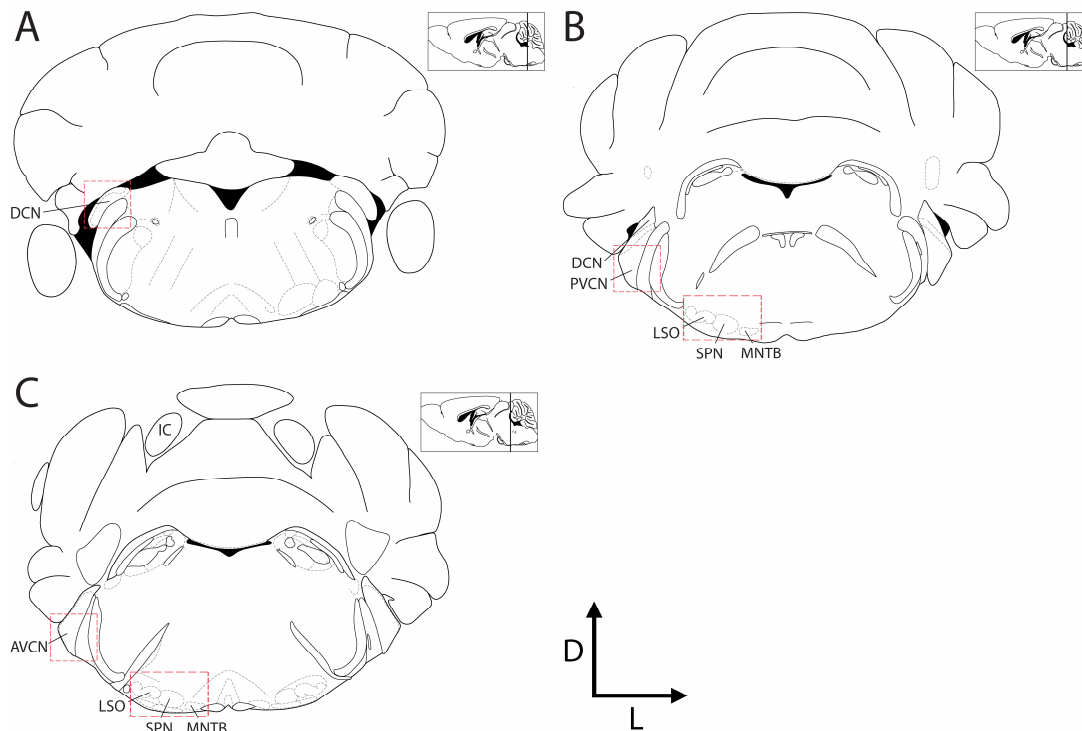 A
DCN
B
DCN
PVCN
LSO
SPN MNTB
C
IC
AVCN
LSO
SPN MNTB
D
L